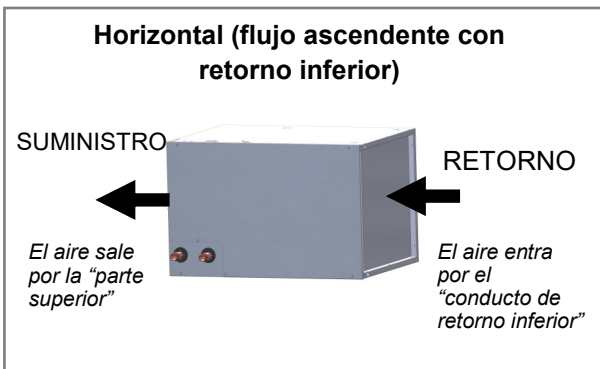 Horizontal (flujo ascendente con
retorno inferior)
SUMINISTRO
RETORNO
El aire sale
por la “parte
superior”
El aire entra
por el
“conducto de
retorno inferior”